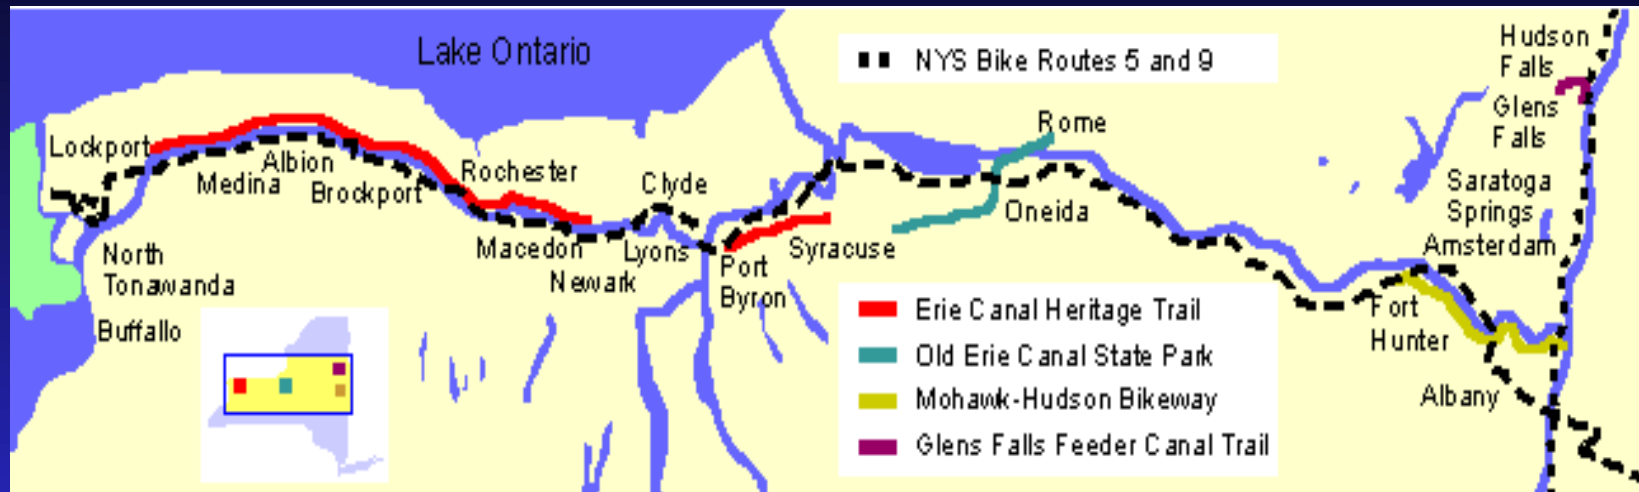 Lake Ontario
NYS Bike Routes 5 and 9
Hudson
Falls
Glens
Falls
Rome
Lockport
Albion
Medina
Brockport
Rochester
Clyde
Saratoga
Springs
Oneida
Amsterdam
Macedon
Lyons
Syracuse
North
Tonawanda
Newark
Port
Byron
Buffalo
Fort
Hunter
Albany
Erie Canal Heritage Trail
Old Erie Canal State Park
Mohawk-Hudson Bikeway
Glens Falls Feeder Canal Trail